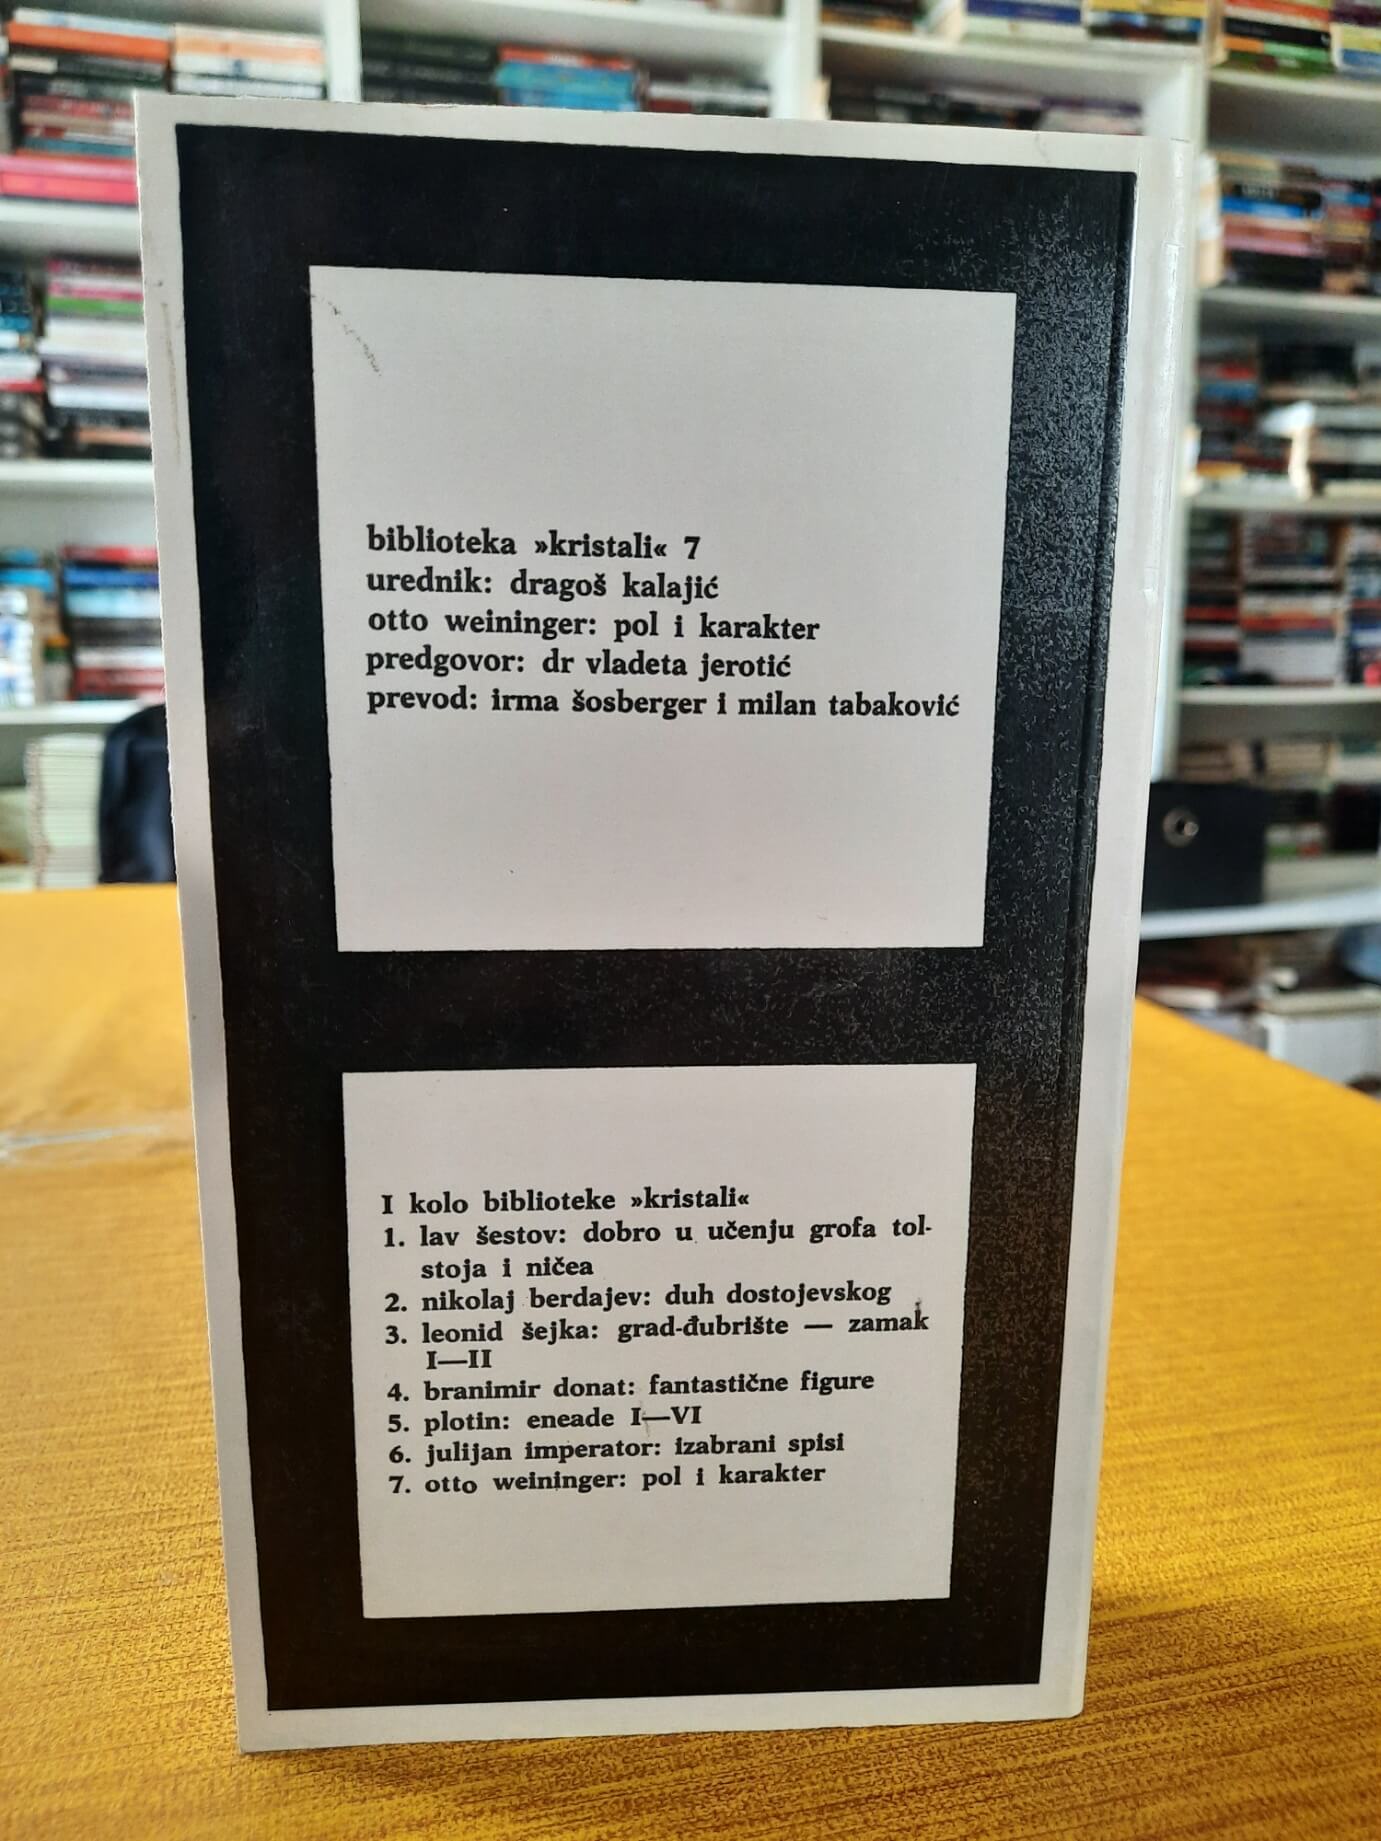 biblioteka »kristali« 7
urednik: dragoš kalajić
otto weininger: pol i karakter
predgovor: dr vladeta jerotić
prevod: irma šosberger i milan tabaković
I kolo biblioteke »kristali«
1. lav šestov: dobro u učenju grofa tol-
stoja i ničea
2. nikolaj berdajev: duh dostojevskog
3. leonid šejka: grad-đubrište — zamak
I—II
4. branimir donat: fantastične figure
5. plotin: eneade I—VI
6. julijan imperator: izabrani spisi
7. otto weininger: pol i karakter